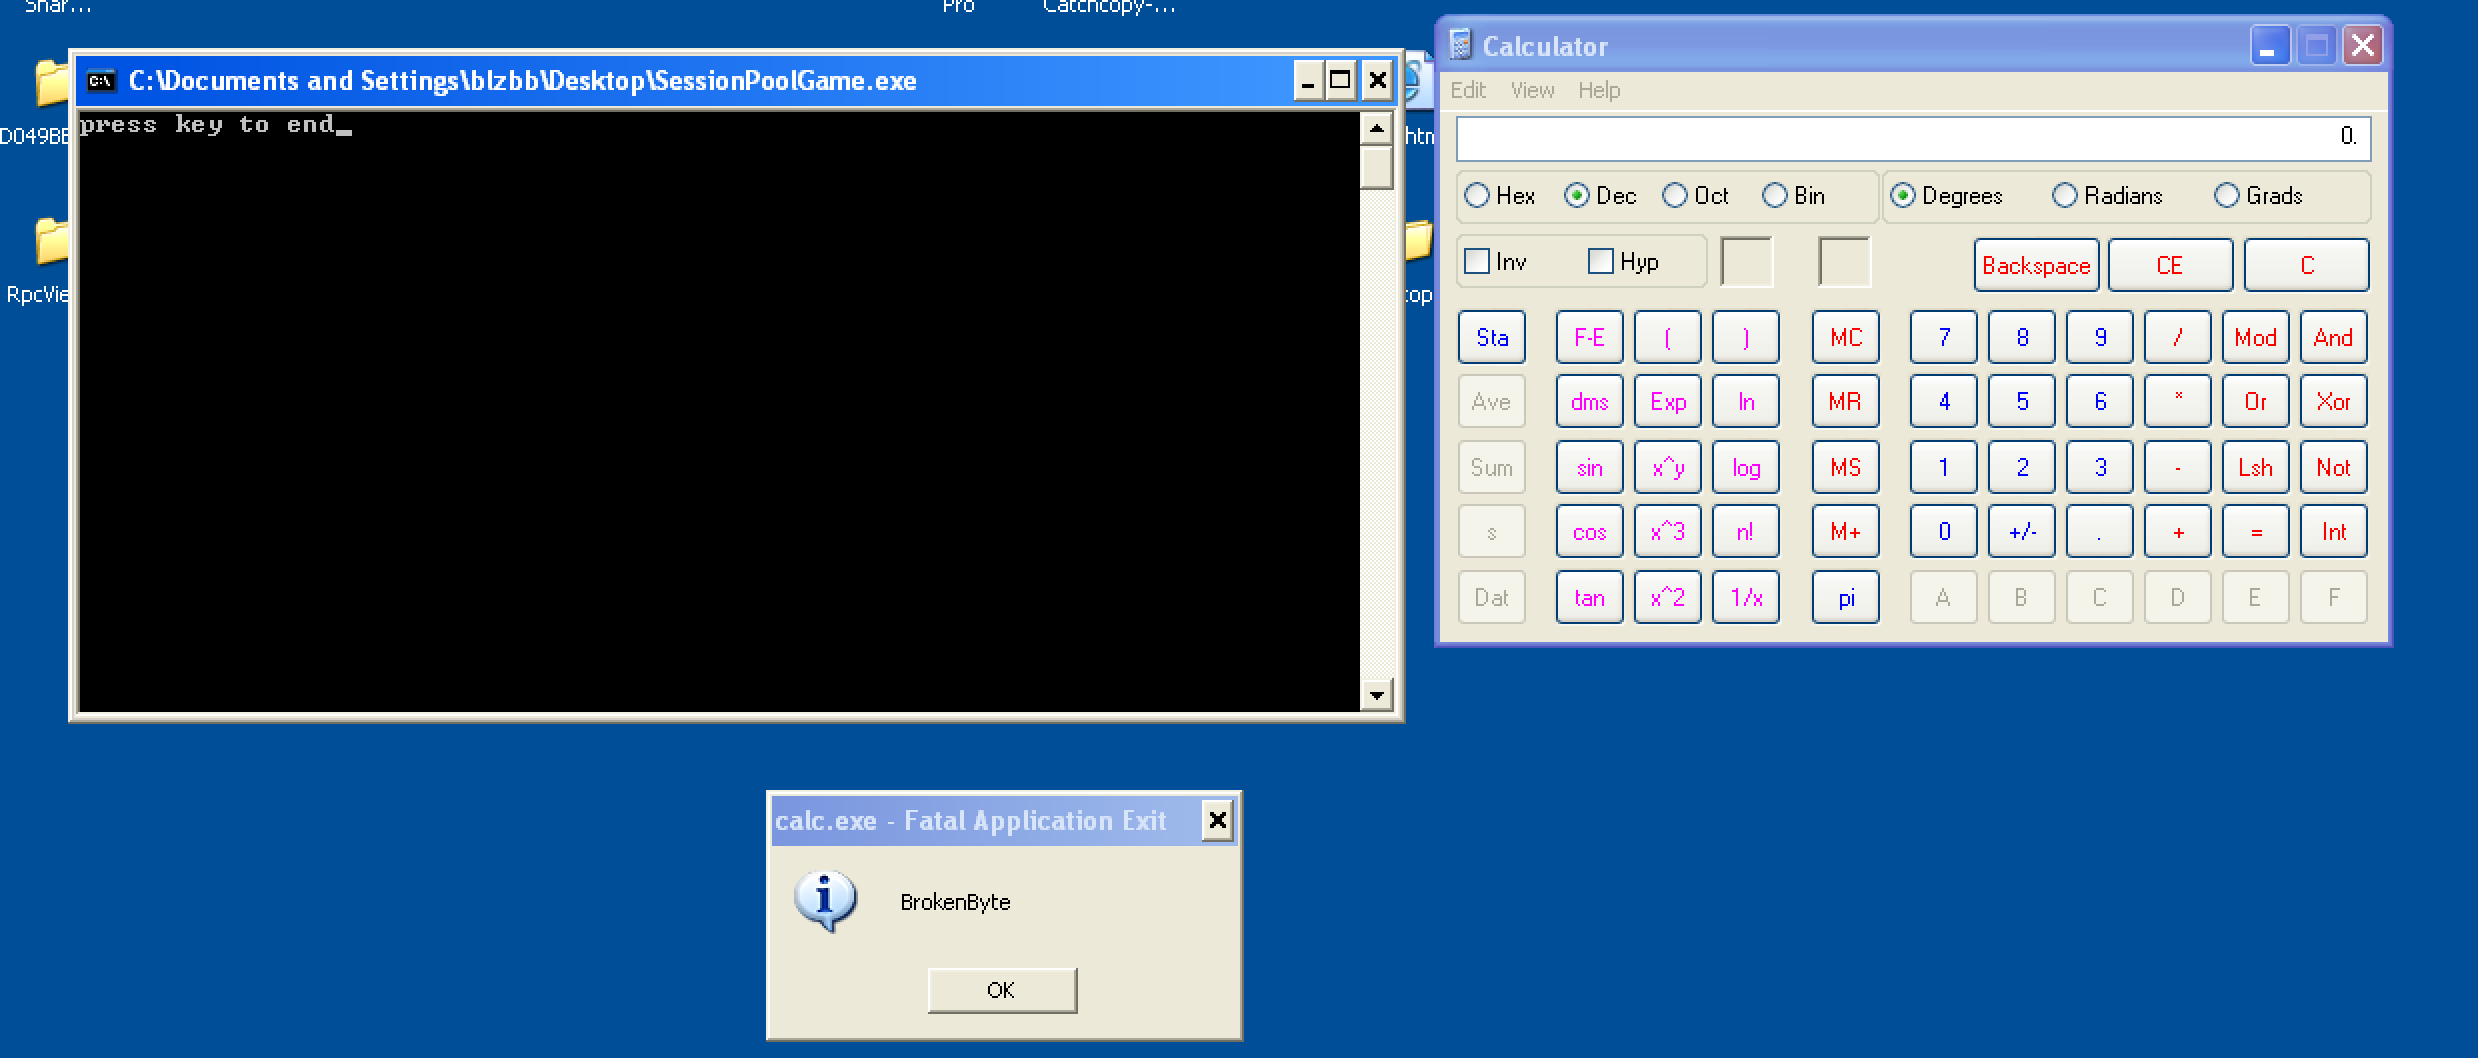 Shar...
Pro
Catchcopy-...
C:\Documents and Settings\blzbb\Desktop\SessionPoolGame.exe
press key to end_
D049BE
RpcVie
htm
top
Calculator
Edit View Help
0.
Hex Dec Oct Bin Degrees Radians Grads
Inv Hyp Backspace CE C
Sta F-E ( ) MC 7 8 9 / Mod And
Ave dms Exp ln MR 4 5 6 * Or Xor
Sum sin x^y log MS 1 2 3 - Lsh Not
s cos x^3 n! M+ 0 +/- . + = Int
Dat tan x^2 1/x pi A B C D E F
calc.exe - Fatal Application Exit
BrokenByte
OK